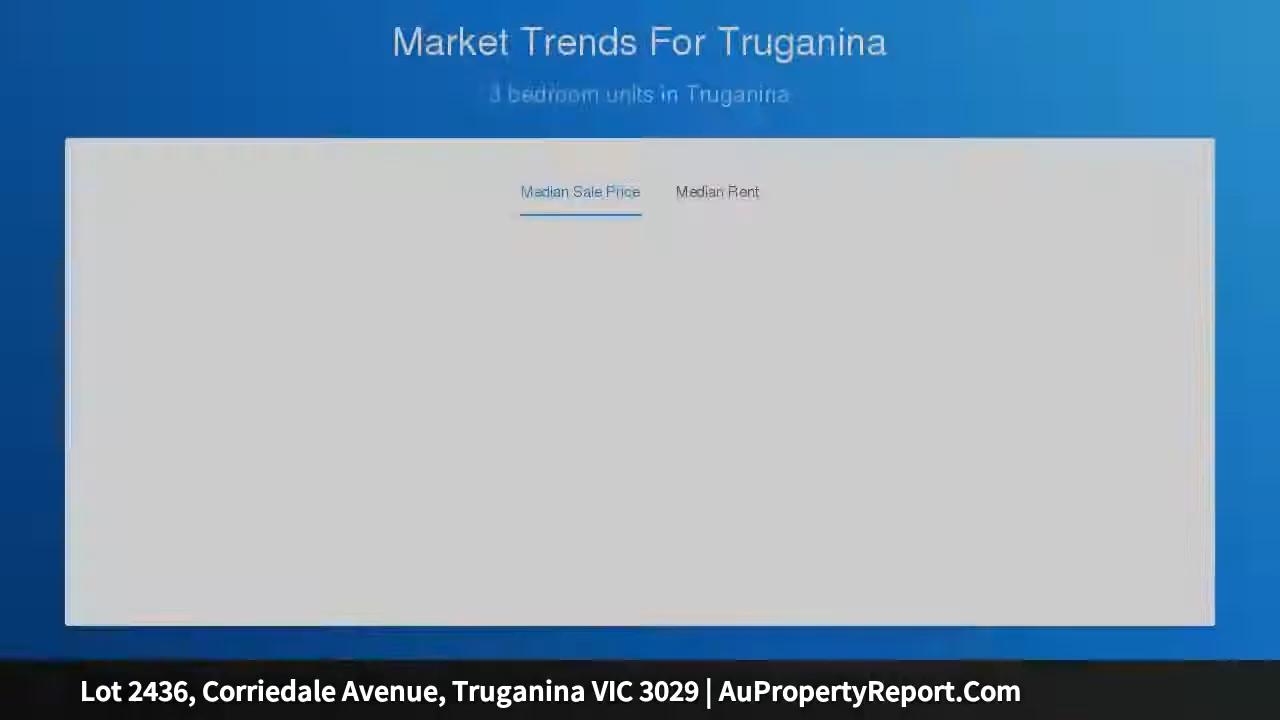 Market Trends For Truganina
3 bedroom units in Truganina
Median Sale Price Median Rent
Lot 2436, Corriedale Avenue, Truganina VIC 3029 | AuPropertyReport.Com